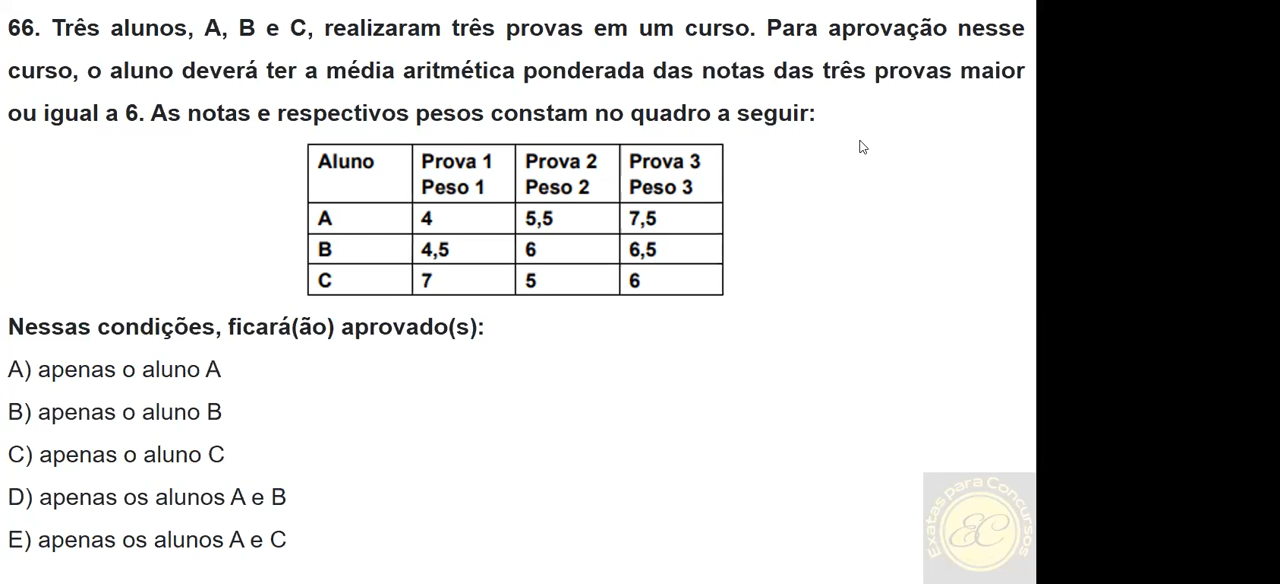 66. Três alunos, A, B e C, realizaram três provas em um curso. Para aprovação nesse
curso, o aluno deverá ter a média aritmética ponderada das notas das três provas maior
ou igual a 6. As notas e respectivos pesos constam no quadro a seguir:
Aluno Prova 1 Prova 2 Prova 3
Peso 1 Peso 2 Peso 3
A 4 5,5 7,5
B 4,5 6 6,5
C 7 5 6
Nessas condições, ficará(ão) aprovado(s):
A) apenas o aluno A
B) apenas o aluno B
C) apenas o aluno C
D) apenas os alunos A e B
E) apenas os alunos A e C
Exatas para Concursos
EC